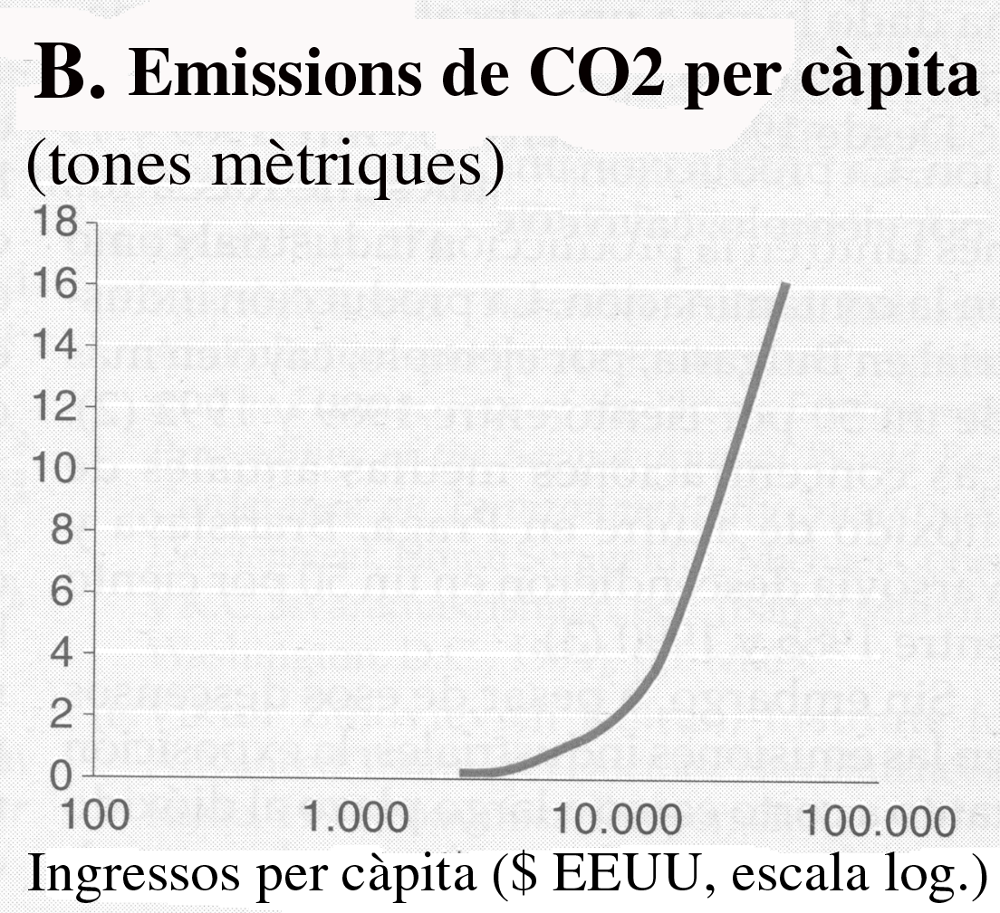 B. Emissions de CO2 per càpita
(tones mètriques)
18
16
14
12
10
8
6
4
2
0
100 1.000 10.000 100.000
Ingressos per càpita ($ EEUU, escala log.)